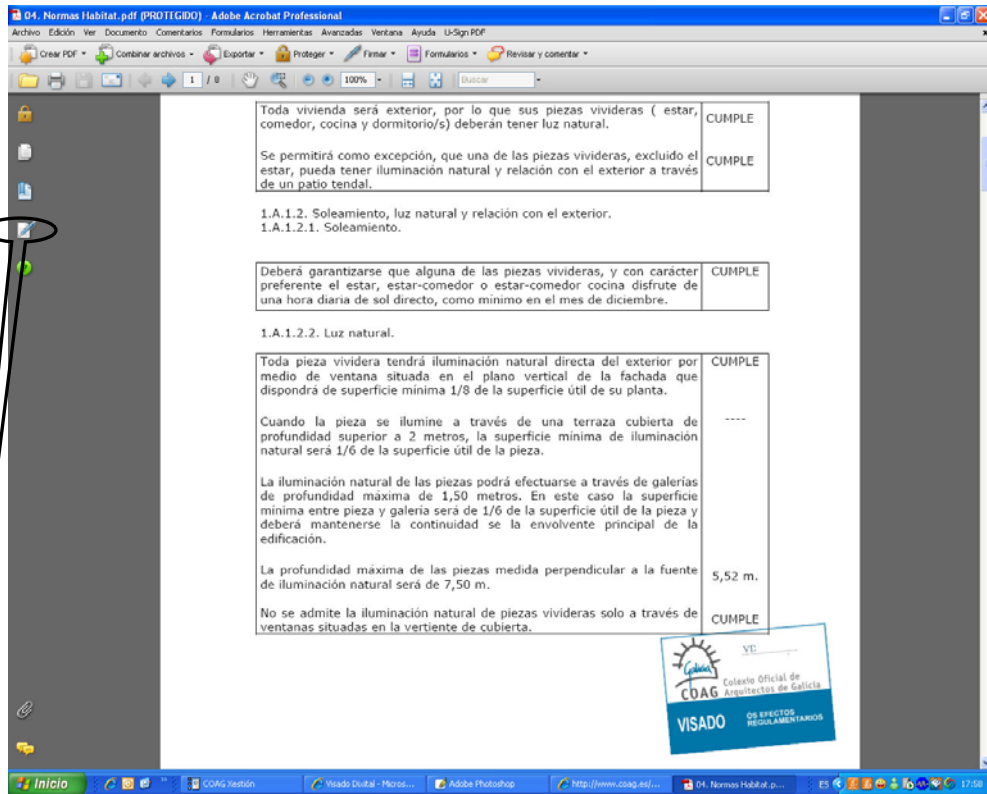 04. Normas Habitat.pdf (PROTEGIDO) - Adobe Acrobat Professional
Archivo Edición Ver Documento Comentarios Formularios Herramientas Avanzadas Ventana Ayuda U-Sign PDF
Crear PDF Combinar archivos Exportar Proteger Firmar Formularios Revisar y comentar
1 / 8 100% Buscar
Toda vivienda será exterior, por lo que sus piezas vivideras ( estar, CUMPLE
comedor, cocina y dormitorio/s) deberán tener luz natural.
Se permitirá como excepción, que una de las piezas vivideras, excluido el CUMPLE
estar, pueda tener iluminación natural y relación con el exterior a través
de un patio tendal.
1.A.1.2. Soleamiento, luz natural y relación con el exterior.
1.A.1.2.1. Soleamiento.
Deberá garantizarse que alguna de las piezas vivideras, y con carácter CUMPLE
preferente el estar, estar-comedor o estar-comedor cocina disfrute de
una hora diaria de sol directo, como mínimo en el mes de diciembre.
1.A.1.2.2. Luz natural.
Toda pieza vividera tendrá iluminación natural directa del exterior por CUMPLE
medio de ventana situada en el plano vertical de la fachada que
dispondrá de superficie mínima 1/8 de la superficie útil de su planta.
Cuando la pieza se ilumine a través de una terraza cubierta de ----
profundidad superior a 2 metros, la superficie mínima de iluminación
natural será 1/6 de la superficie útil de la pieza.
La iluminación natural de las piezas podrá efectuarse a través de galerías
de profundidad máxima de 1,50 metros. En este caso la superficie
mínima entre pieza y galería será de 1/6 de la superficie útil de la pieza y
deberá mantenerse la continuidad se la envolvente principal de la
edificación.
La profundidad máxima de las piezas medida perpendicular a la fuente 5,52 m.
de iluminación natural será de 7,50 m.
No se admite la iluminación natural de piezas vivideras solo a través de CUMPLE
ventanas situadas en la vertiente de cubierta.
VE
Galicia
COAG
Colexio Oficial de
Arquitectos de Galicia
VISADO
OS EFECTOS
REGULAMENTARIOS
Inicio COAG Xestión Visado Dixital - Micros... Adobe Photoshop http://www.coag.es/... 04. Normas Habitat.p... ES 17:50